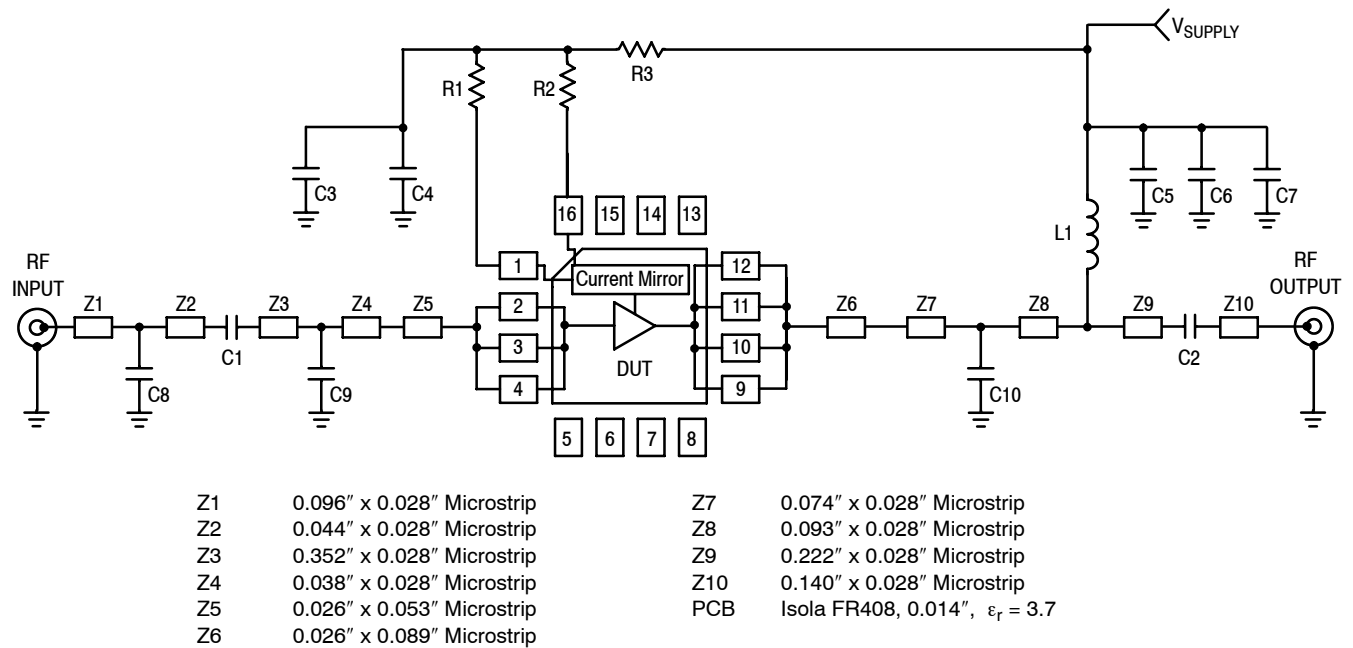 V_SUPPLY
R3
R1
R2
C3
C4
C5
C6
C7
16
15
14
13
L1
RF
INPUT
RF
OUTPUT
1
Current Mirror
12
Z1
Z2
Z3
Z4
Z5
2
11
Z6
Z7
Z8
Z9
Z10
C1
3
10
DUT
C2
C8
C9
4
9
C10
5
6
7
8
Z1 0.096″ x 0.028″ Microstrip
Z2 0.044″ x 0.028″ Microstrip
Z3 0.352″ x 0.028″ Microstrip
Z4 0.038″ x 0.028″ Microstrip
Z5 0.026″ x 0.053″ Microstrip
Z6 0.026″ x 0.089″ Microstrip
Z7 0.074″ x 0.028″ Microstrip
Z8 0.093″ x 0.028″ Microstrip
Z9 0.222″ x 0.028″ Microstrip
Z10 0.140″ x 0.028″ Microstrip
PCB Isola FR408, 0.014″, εr = 3.7